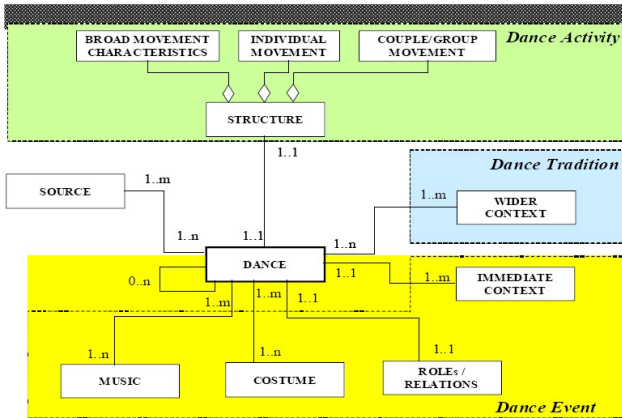 BROAD MOVEMENT
CHARACTERISTICS
INDIVIDUAL
MOVEMENT
COUPLE/GROUP
MOVEMENT
Dance Activity
STRUCTURE
1..1
Dance Tradition
SOURCE
1..m
1..m
WIDER
CONTEXT
1..n
1..1
1..n
DANCE
1..1
1..m
IMMEDIATE
CONTEXT
0..n
1..m
1..m
1..1
1..n
1..n
1..1
MUSIC
COSTUME
ROLEs /
RELATIONS
Dance Event